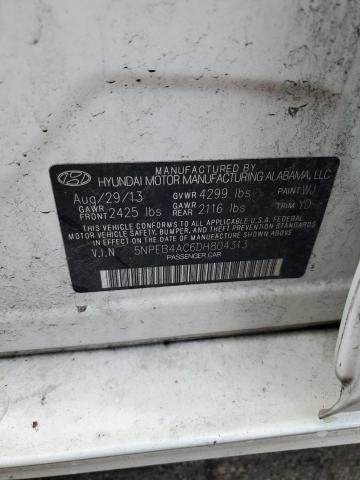 MANUFACTURED BY
HYUNDAI MOTOR MANUFACTURING ALABAMA, LLC
Aug/29/13 GVWR 4299 lbs PAINT WJ
GAWR FRONT 2425 lbs GAWR REAR 2116 lbs TRIM YD
THIS VEHICLE CONFORMS TO ALL APPLICABLE U.S.A. FEDERAL
MOTOR VEHICLE SAFETY, BUMPER, AND THEFT PREVENTION STANDARDS
IN EFFECT ON THE DATE OF MANUFACTURE SHOWN ABOVE.
V.I.N 5NPEB4AC6DH804313
PASSENGER CAR